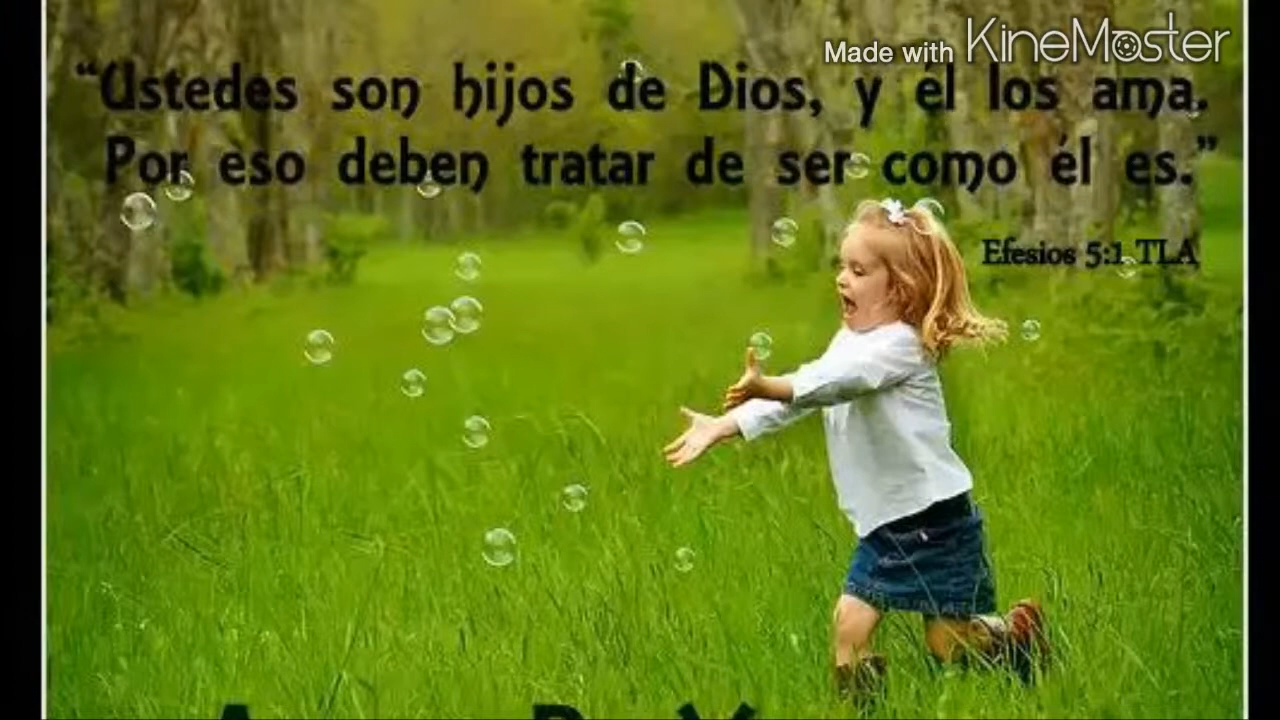 Made with KineMaster
“Ustedes son hijos de Dios, y él los ama.
Por eso deben tratar de ser como él es.”
Efesios 5:1 TLA